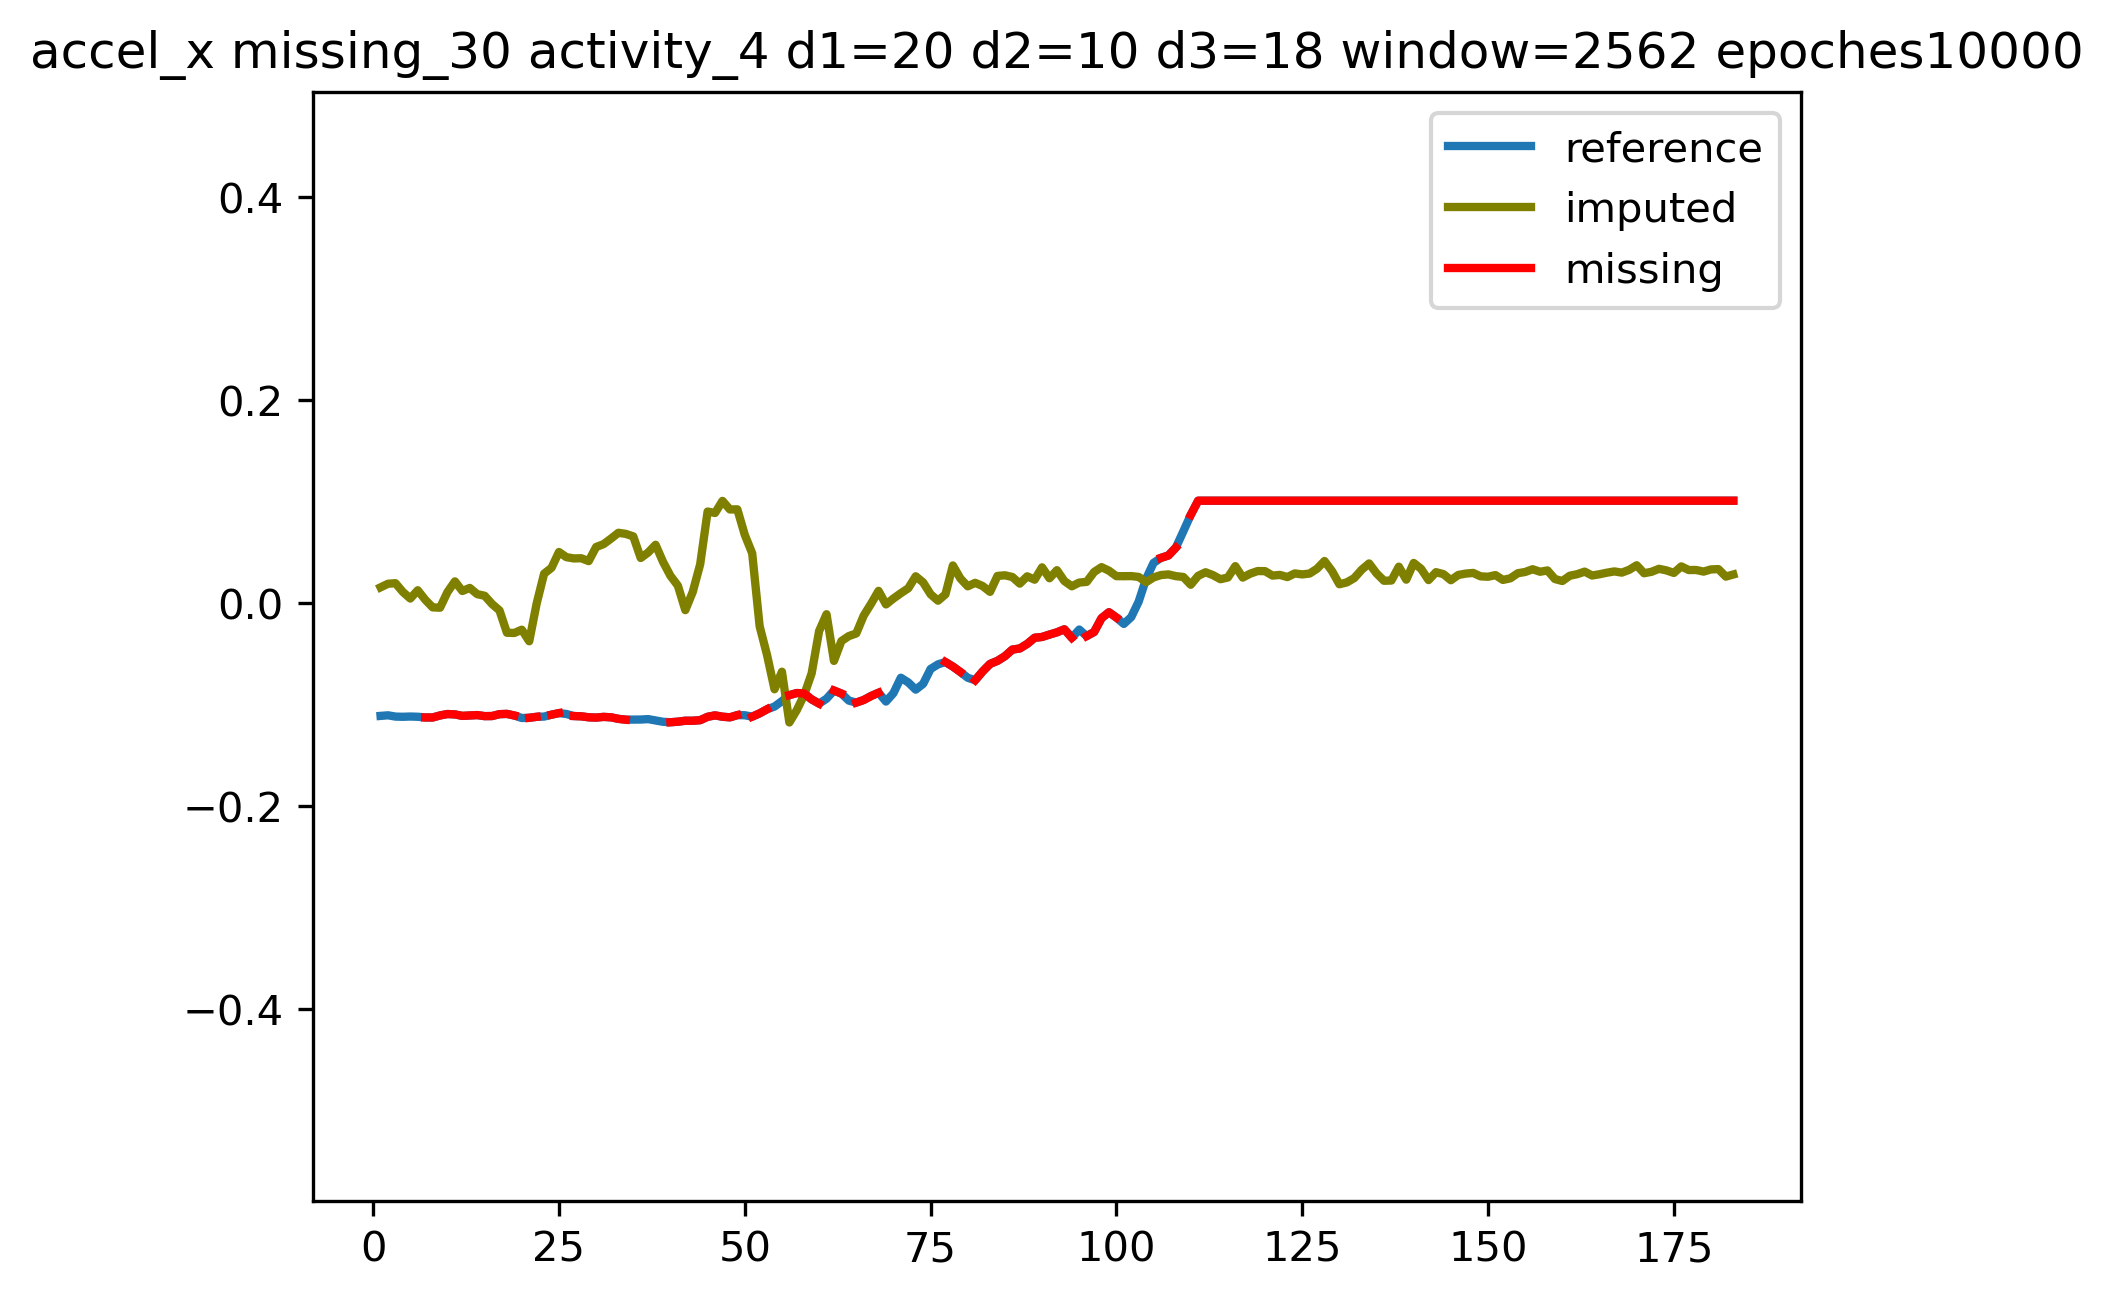 accel_x missing_30 activity_4 d1=20 d2=10 d3=18 window=2562 epoches10000
reference
imputed
missing
0.4
0.2
0.0
−0.2
−0.4
0 25 50 75 100 125 150 175